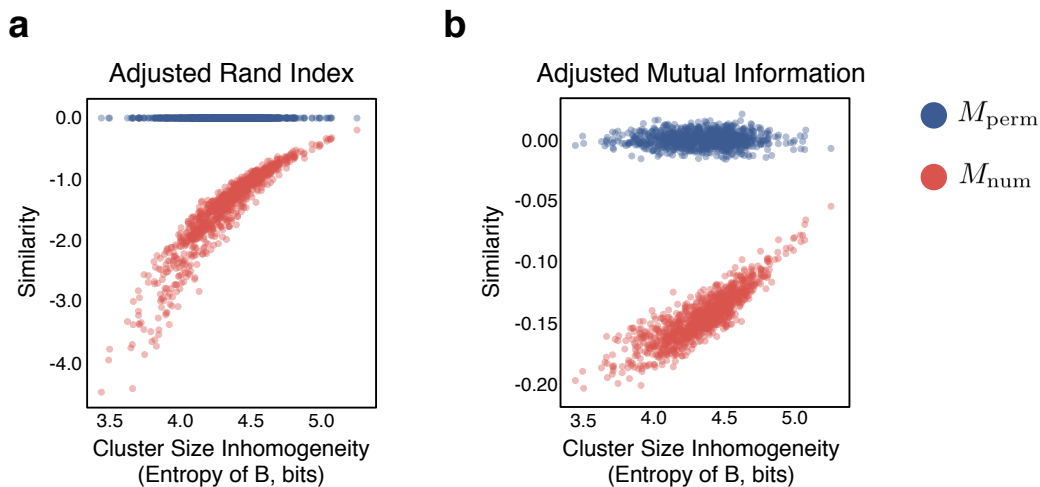 a
Adjusted Rand Index
0.0
-1.0
-2.0
-3.0
-4.0
Similarity
3.5 4.0 4.5 5.0
Cluster Size Inhomogeneity
(Entropy of B, bits)
b
Adjusted Mutual Information
0.00
-0.05
-0.10
-0.15
-0.20
Similarity
3.5 4.0 4.5 5.0
Cluster Size Inhomogeneity
(Entropy of B, bits)
M_perm
M_num